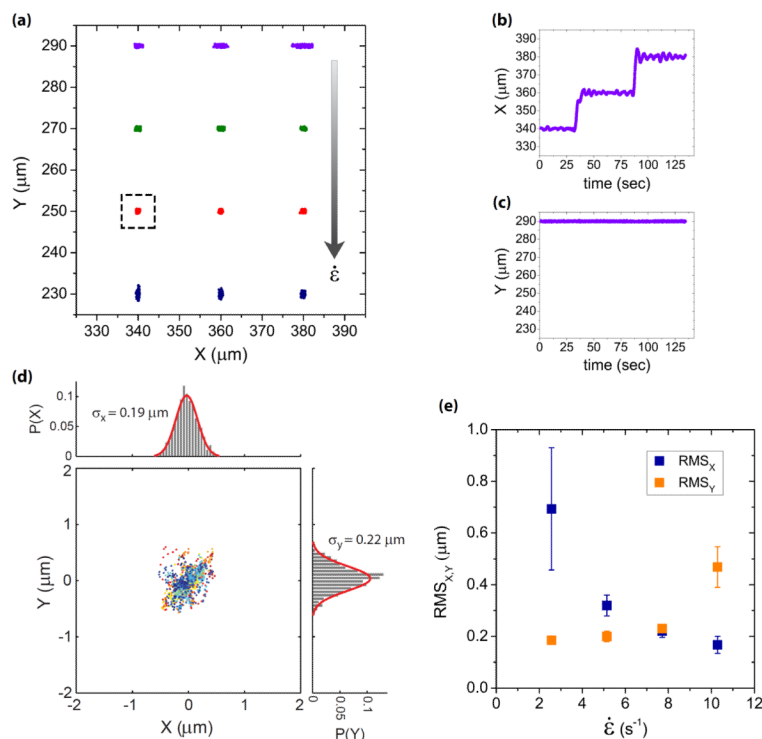 (a)
290
280
270
260
250
240
230
Y (μm)
330 340 350 360 370 380 390
X (μm)
ε̇
(b)
390
380
370
360
350
340
330
X (μm)
0 25 50 75 100 125
time (sec)
(c)
290
280
270
260
250
240
230
Y (μm)
0 25 50 75 100 125
time (sec)
(d)
0.1
0.05
0
P(X)
σx = 0.19 μm
2
1
0
-1
-2
Y (μm)
-2 -1 0 1 2
X (μm)
σy = 0.22 μm
0 0.05 0.1
P(Y)
(e)
1.0
0.8
0.6
0.4
0.2
0.0
RMSX,Y (μm)
RMSX
RMSY
0 2 4 6 8 10 12
ε̇ (s-1)